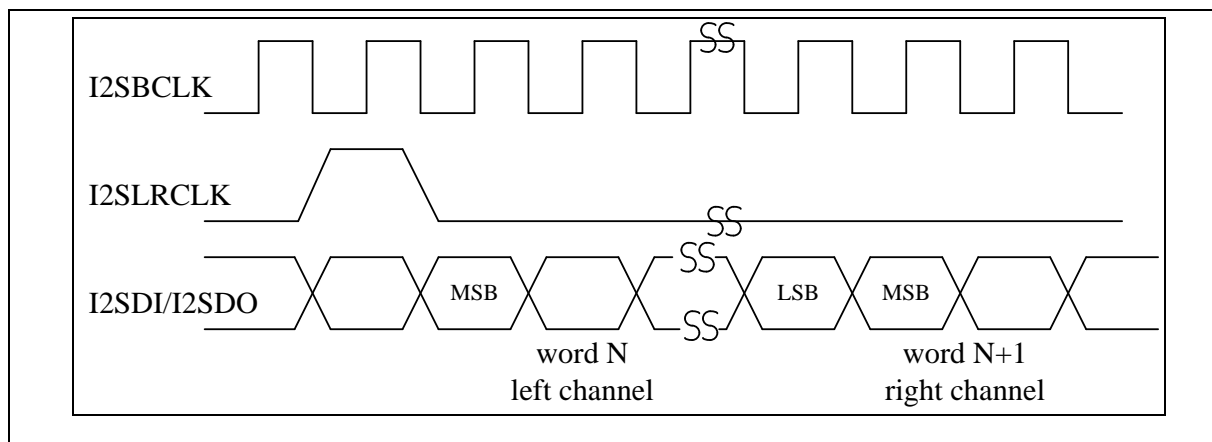 I2SBCLK
I2SLRCLK
I2SDI/I2SDO
MSB
LSB
MSB
word N
left channel
word N+1
right channel